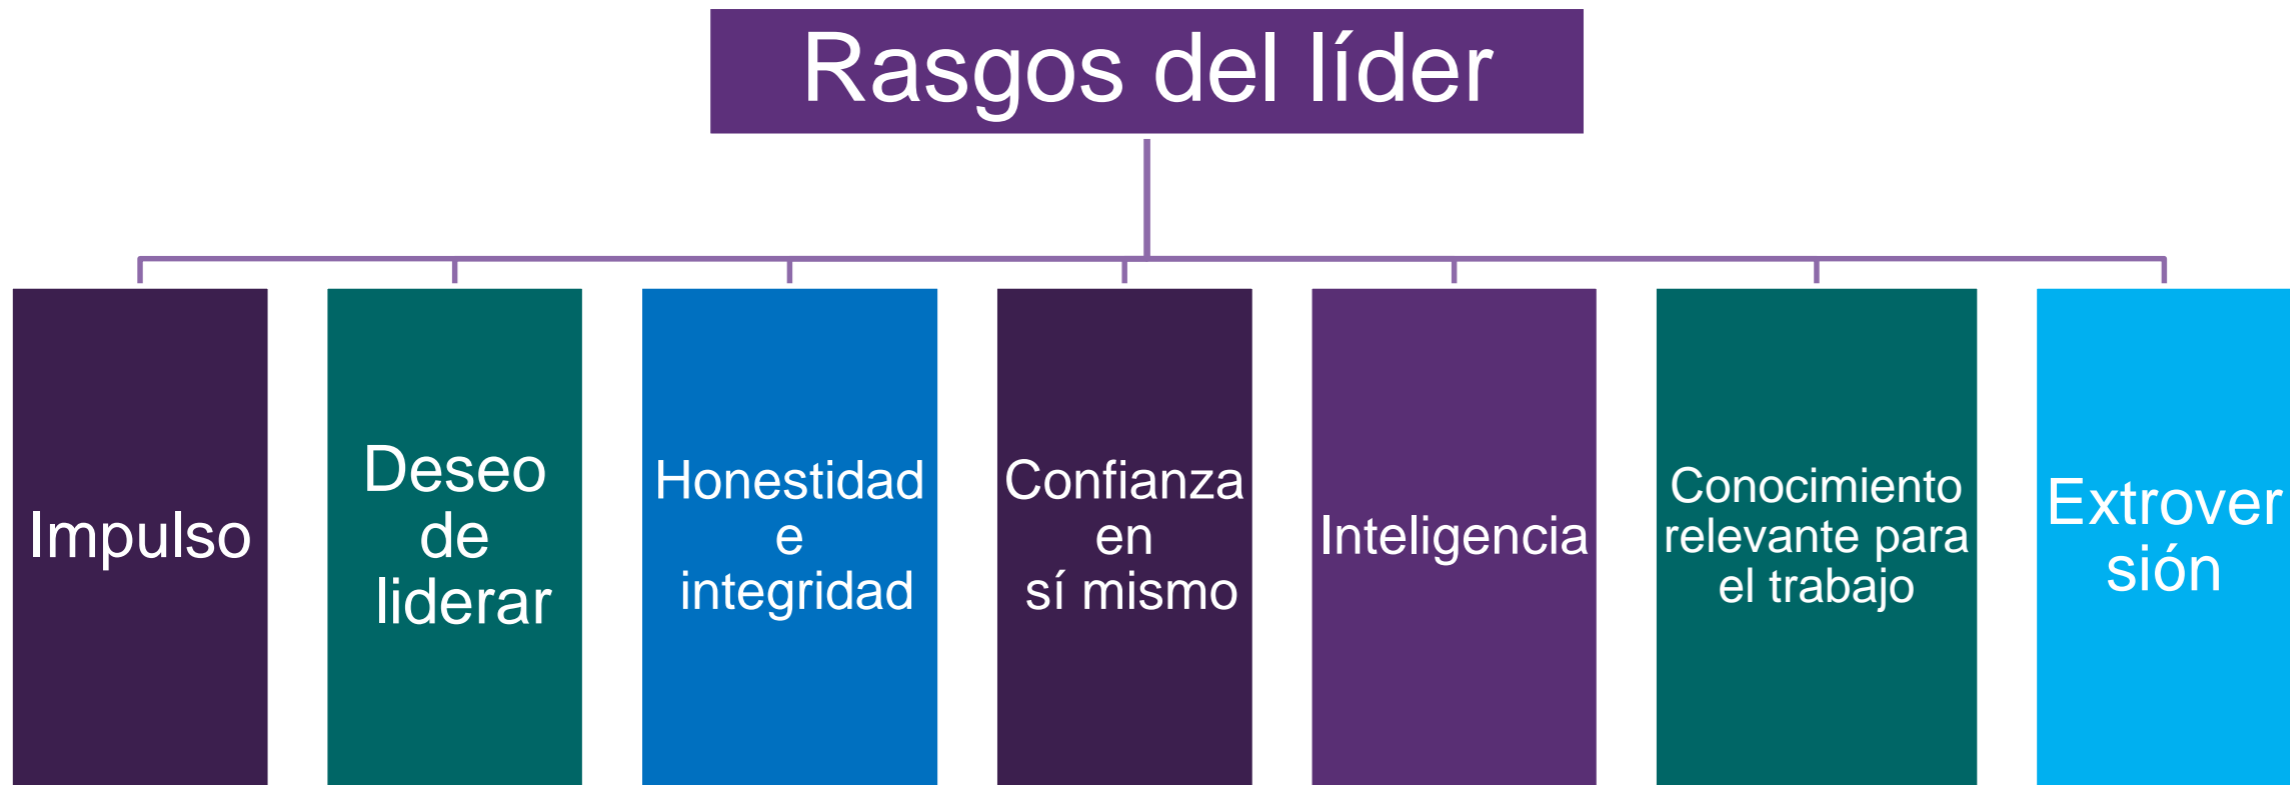 Rasgos del líder
Impulso
Deseo
de
liderar
Honestidad
e
integridad
Confianza
en
sí mismo
Inteligencia
Conocimiento
relevante para
el trabajo
Extrover
sión